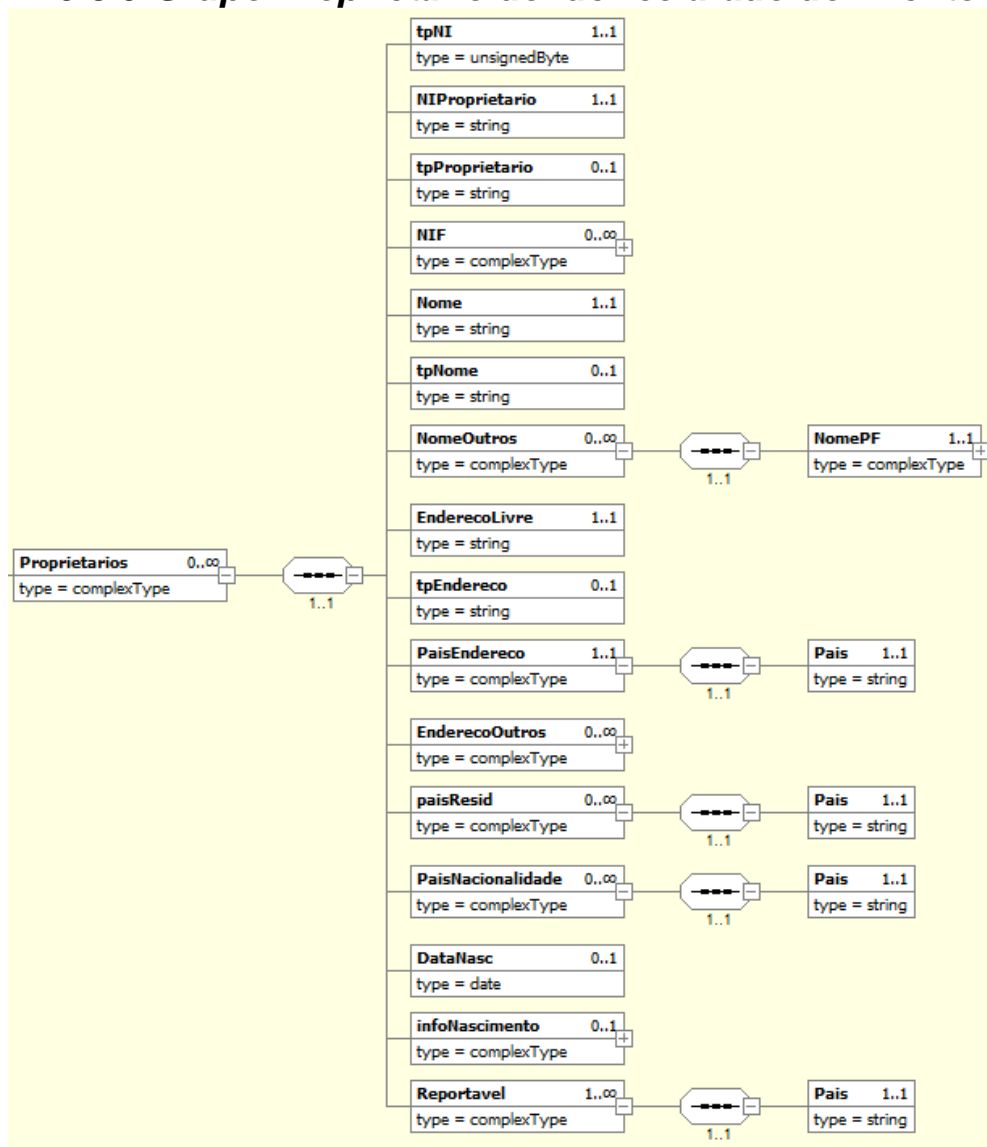 tpNI 1..1
type = unsignedByte
NIProprietario 1..1
type = string
tpProprietario 0..1
type = string
NIF 0..∞
type = complexType
Nome 1..1
type = string
tpNome 0..1
type = string
NomeOutros 0..∞
type = complexType
1..1
NomePF 1..1
type = complexType
EnderecoLivre 1..1
type = string
Proprietarios 0..∞
type = complexType
1..1
tpEndereco 0..1
type = string
PaisEndereco 1..1
type = complexType
1..1
Pais 1..1
type = string
EnderecoOutros 0..∞
type = complexType
paisResid 0..∞
type = complexType
1..1
Pais 1..1
type = string
PaisNacionalidade 0..∞
type = complexType
1..1
Pais 1..1
type = string
DataNasc 0..1
type = date
infoNascimento 0..1
type = complexType
Reportavel 1..∞
type = complexType
1..1
Pais 1..1
type = string